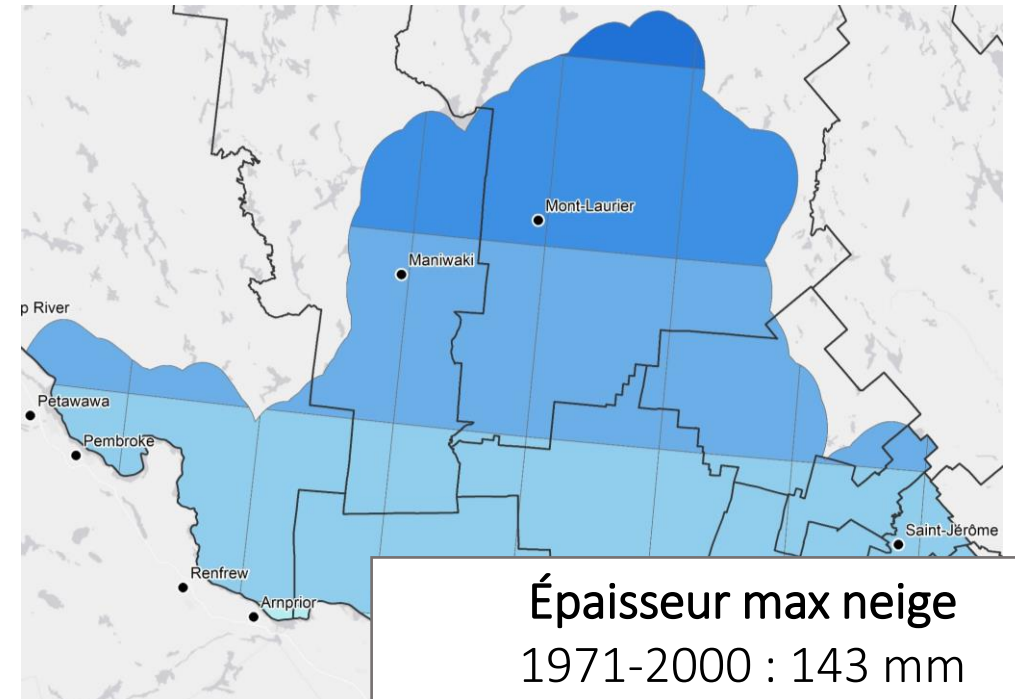 Mont-Laurier
Maniwaki
p River
Petawawa
Pembroke
Saint-Jérôme
Renfrew
Arnprior
Épaisseur max neige
1971-2000 : 143 mm